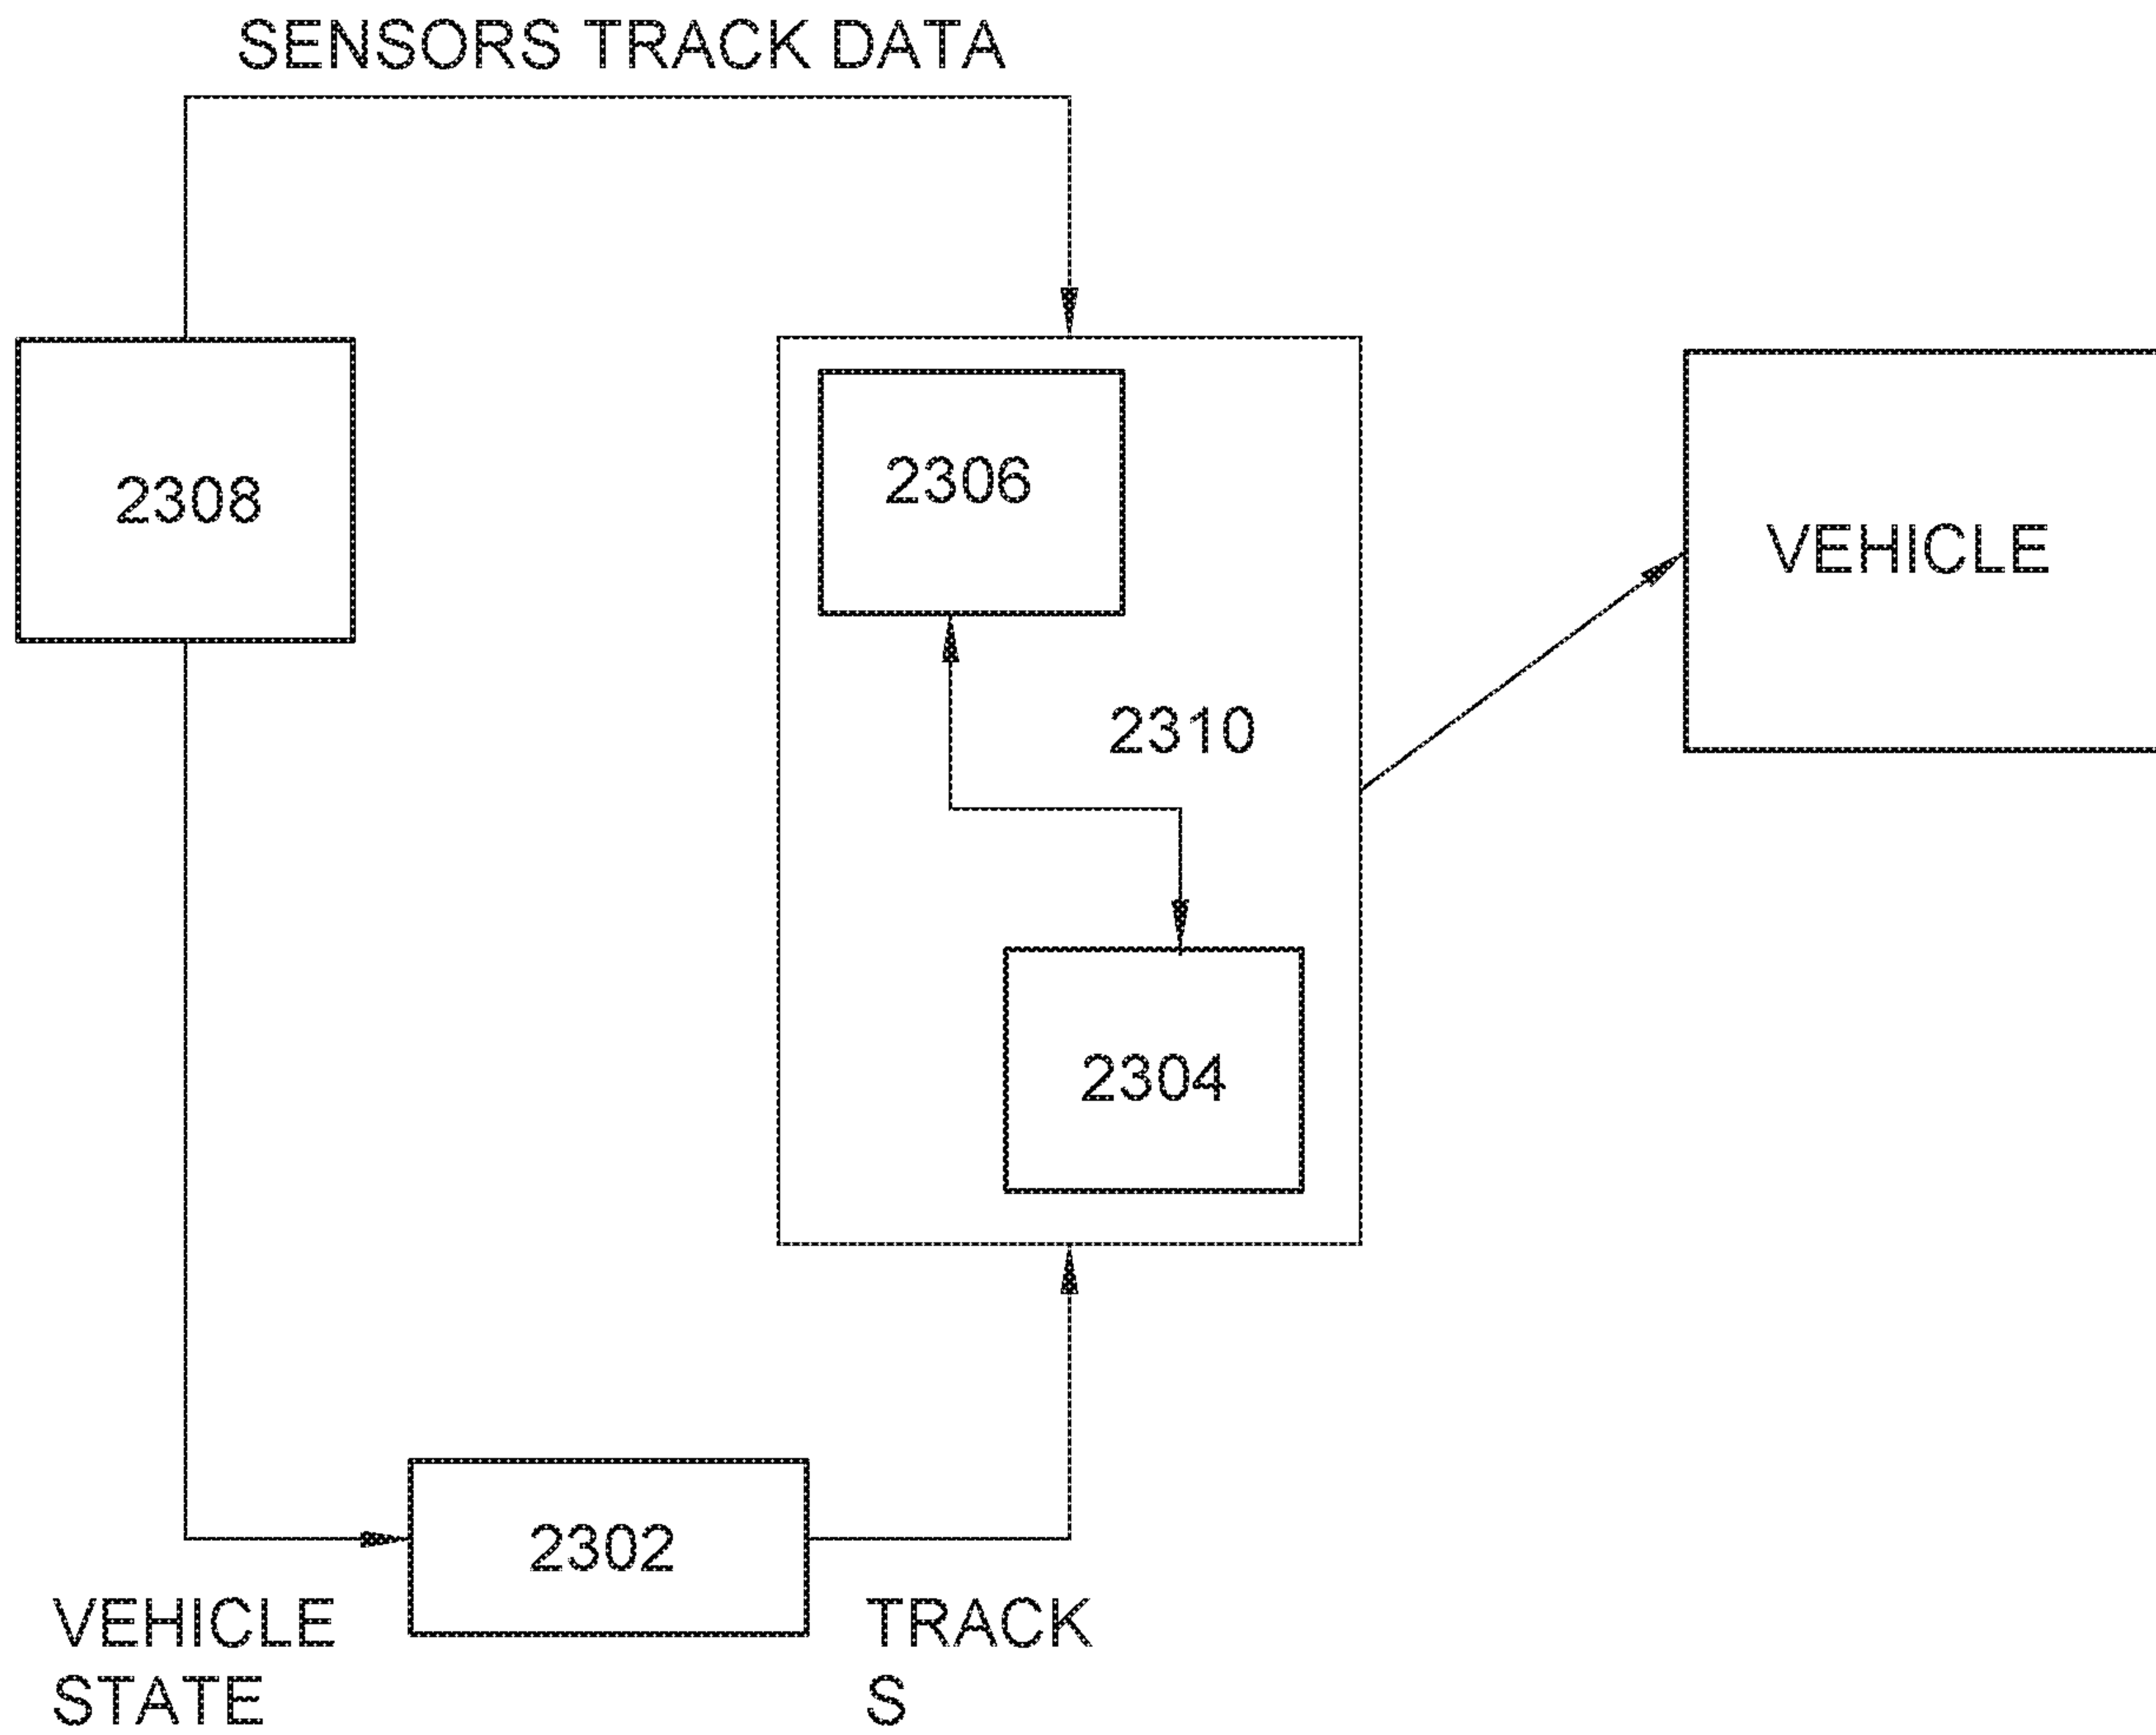 SENSORS TRACK DATA
2308
2306
VEHICLE
2310
2304
2302
VEHICLE
STATE
TRACK
S